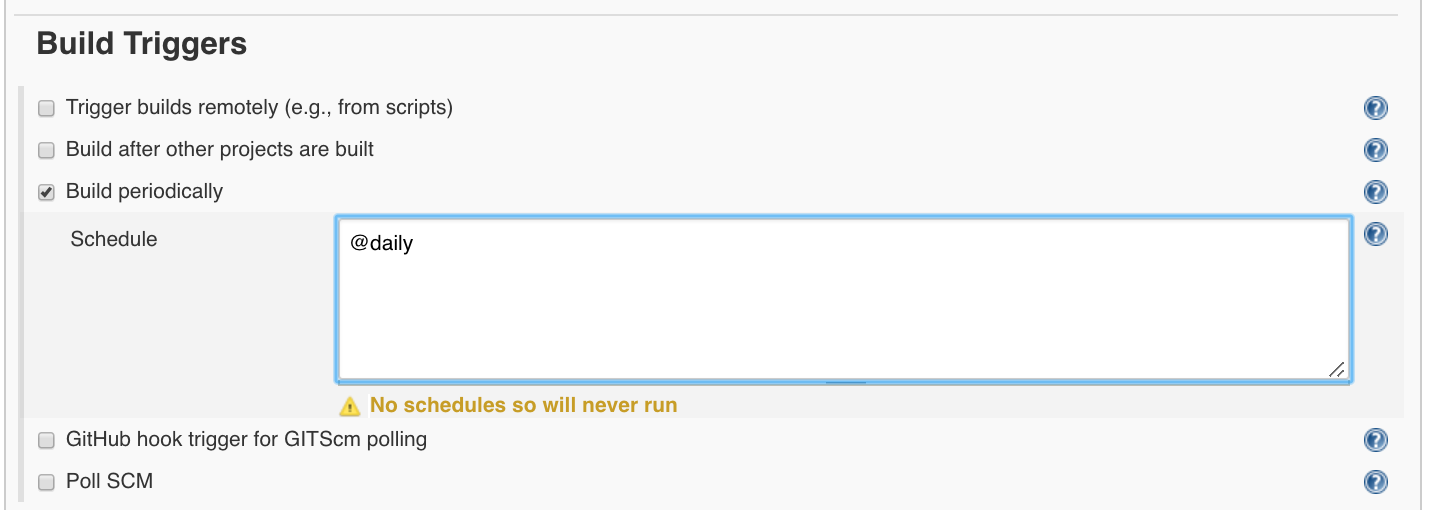 Build Triggers
Trigger builds remotely (e.g., from scripts)
Build after other projects are built
Build periodically
Schedule
@daily
No schedules so will never run
GitHub hook trigger for GITScm polling
Poll SCM